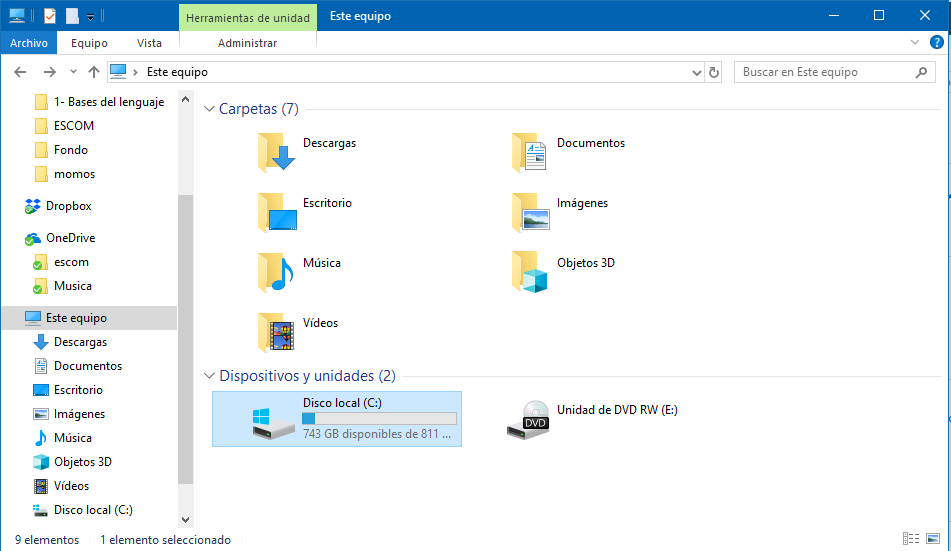 Herramientas de unidad
Este equipo
Archivo
Equipo
Vista
Administrar
Este equipo
Buscar en Este equipo
1- Bases del lenguaje
ESCOM
Fondo
momos
Dropbox
OneDrive
escom
Musica
Este equipo
Descargas
Documentos
Escritorio
Imágenes
Música
Objetos 3D
Vídeos
Disco local (C:)
Carpetas (7)
Descargas
Documentos
Escritorio
Imágenes
Música
Objetos 3D
Vídeos
Dispositivos y unidades (2)
Disco local (C:)
743 GB disponibles de 811 ...
DVD
Unidad de DVD RW (E:)
9 elementos
1 elemento seleccionado